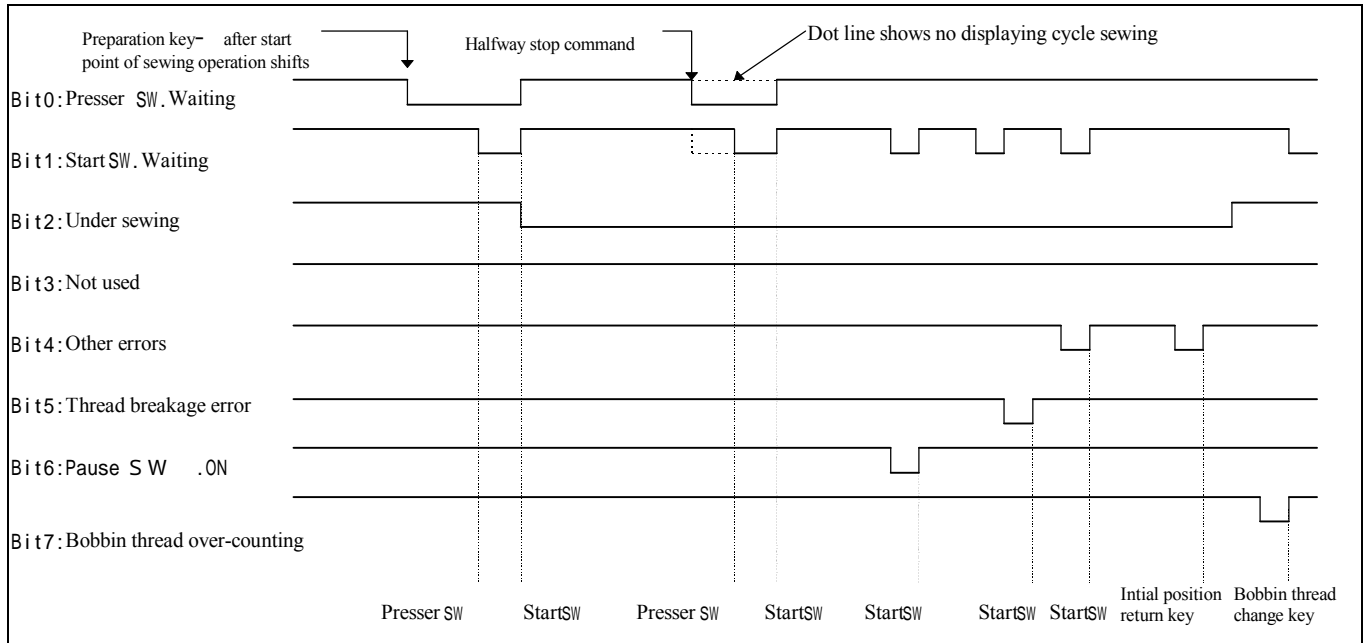 Preparation key- after start
point of sewing operation shifts
Halfway stop command
Dot line shows no displaying cycle sewing
Bit0:Presser SW.Waiting
Bit1:Start SW.Waiting
Bit2:Under sewing
Bit3:Not used
Bit4:Other errors
Bit5:Thread breakage error
Bit6:Pause SW .ON
Bit7:Bobbin thread over-counting
Presser SW
StartSW
Presser SW
StartSW
StartSW
StartSW
StartSW
Intial position
return key
Bobbin thread
change key